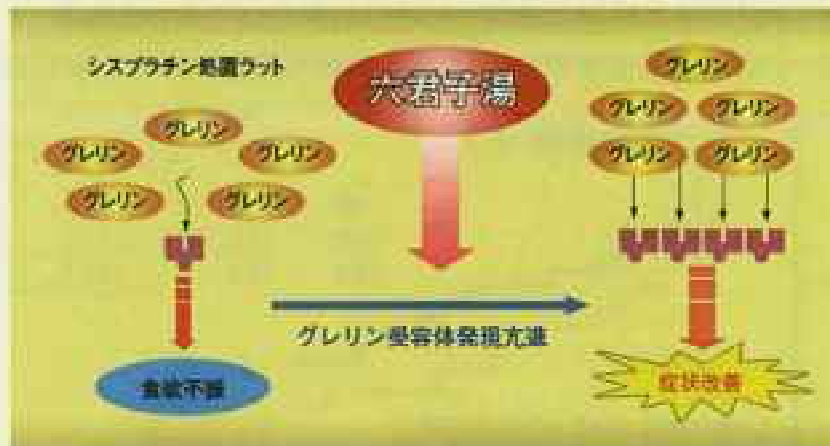 シスプラチン処置ラット
グレリン
グレリン
グレリン
グレリン
グレリン
食欲不振
六君子湯
グレリン受容体発現亢進
グレリン
グレリン
グレリン
グレリン
グレリン
症状改善